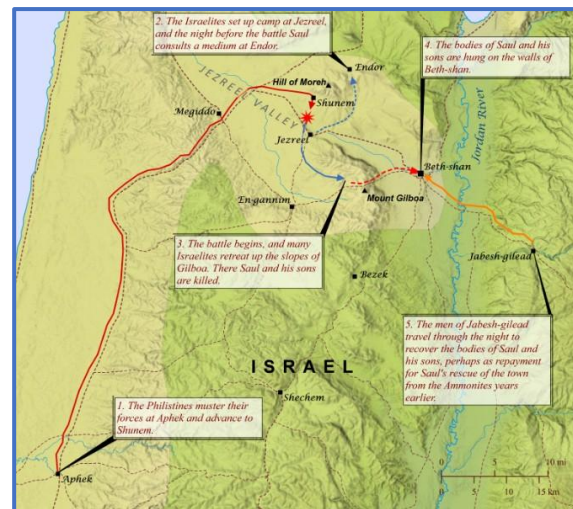 2. The Israelites set up camp at Jezreel,
and the night before the battle Saul
consults a medium at Endor.
4. The bodies of Saul and his
sons are hung on the walls of
Beth-shan.
Endor
Hill of Moreh
JEZREEL VALLEY
Shunem
Megiddo
Jezreel
Jordan River
Beth-shan
En-gannim
Mount Gilboa
Jabesh-gilead
3. The battle begins, and many
Israelites retreat up the slopes of
Gilboa. There Saul and his sons
are killed.
Bezek
5. The men of Jabesh-gilead
travel through the night to
recover the bodies of Saul and
his sons, perhaps as repayment
for Saul's rescue of the town
from the Ammonites years
earlier.
ISRAEL
Shechem
1. The Philistines muster their
forces at Aphek and advance to
Shunem.
Aphek
0 5 10 mi
0 5 10 15 km